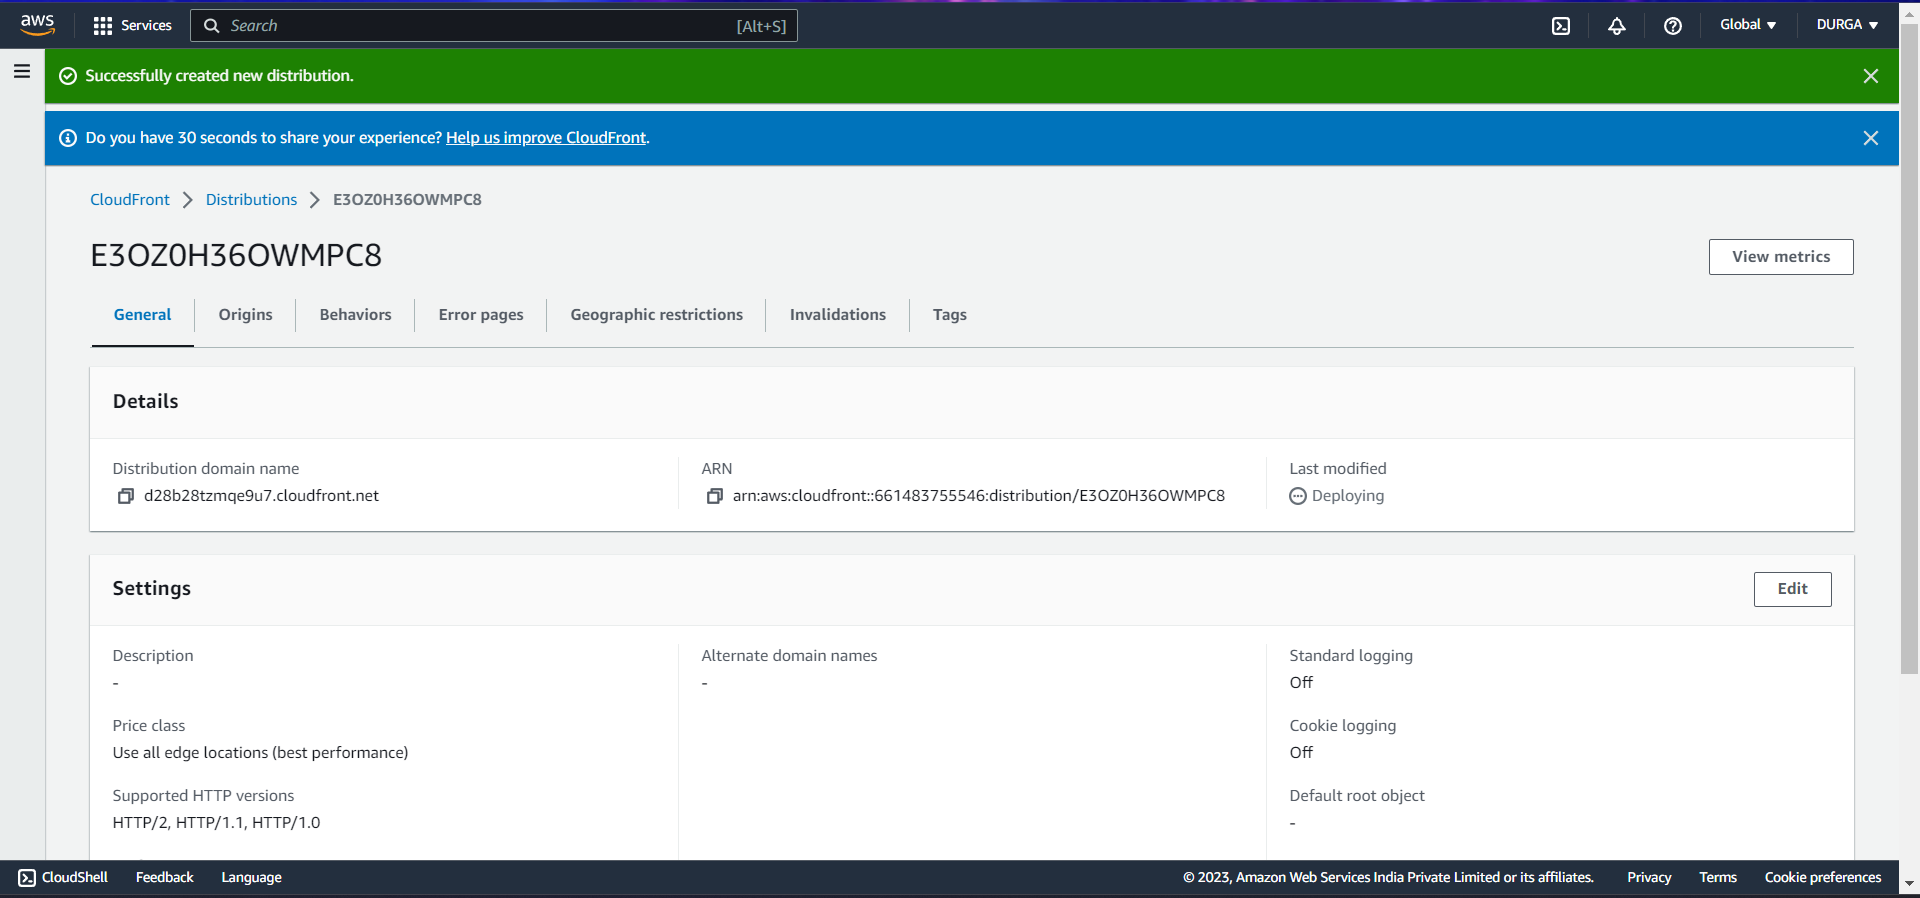 aws Services Search [Alt+S] Global DURGA
Successfully created new distribution.
Do you have 30 seconds to share your experience? Help us improve CloudFront.
CloudFront Distributions E3OZ0H36OWMPC8
E3OZ0H36OWMPC8
View metrics
General Origins Behaviors Error pages Geographic restrictions Invalidations Tags
Details
Distribution domain name
d28b28tzmqe9u7.cloudfront.net
ARN
arn:aws:cloudfront::661483755546:distribution/E3OZ0H36OWMPC8
Last modified
Deploying
Settings
Edit
Description
-
Price class
Use all edge locations (best performance)
Supported HTTP versions
HTTP/2, HTTP/1.1, HTTP/1.0
Alternate domain names
-
Standard logging
Off
Cookie logging
Off
Default root object
-
CloudShell Feedback Language © 2023, Amazon Web Services India Private Limited or its affiliates. Privacy Terms Cookie preferences